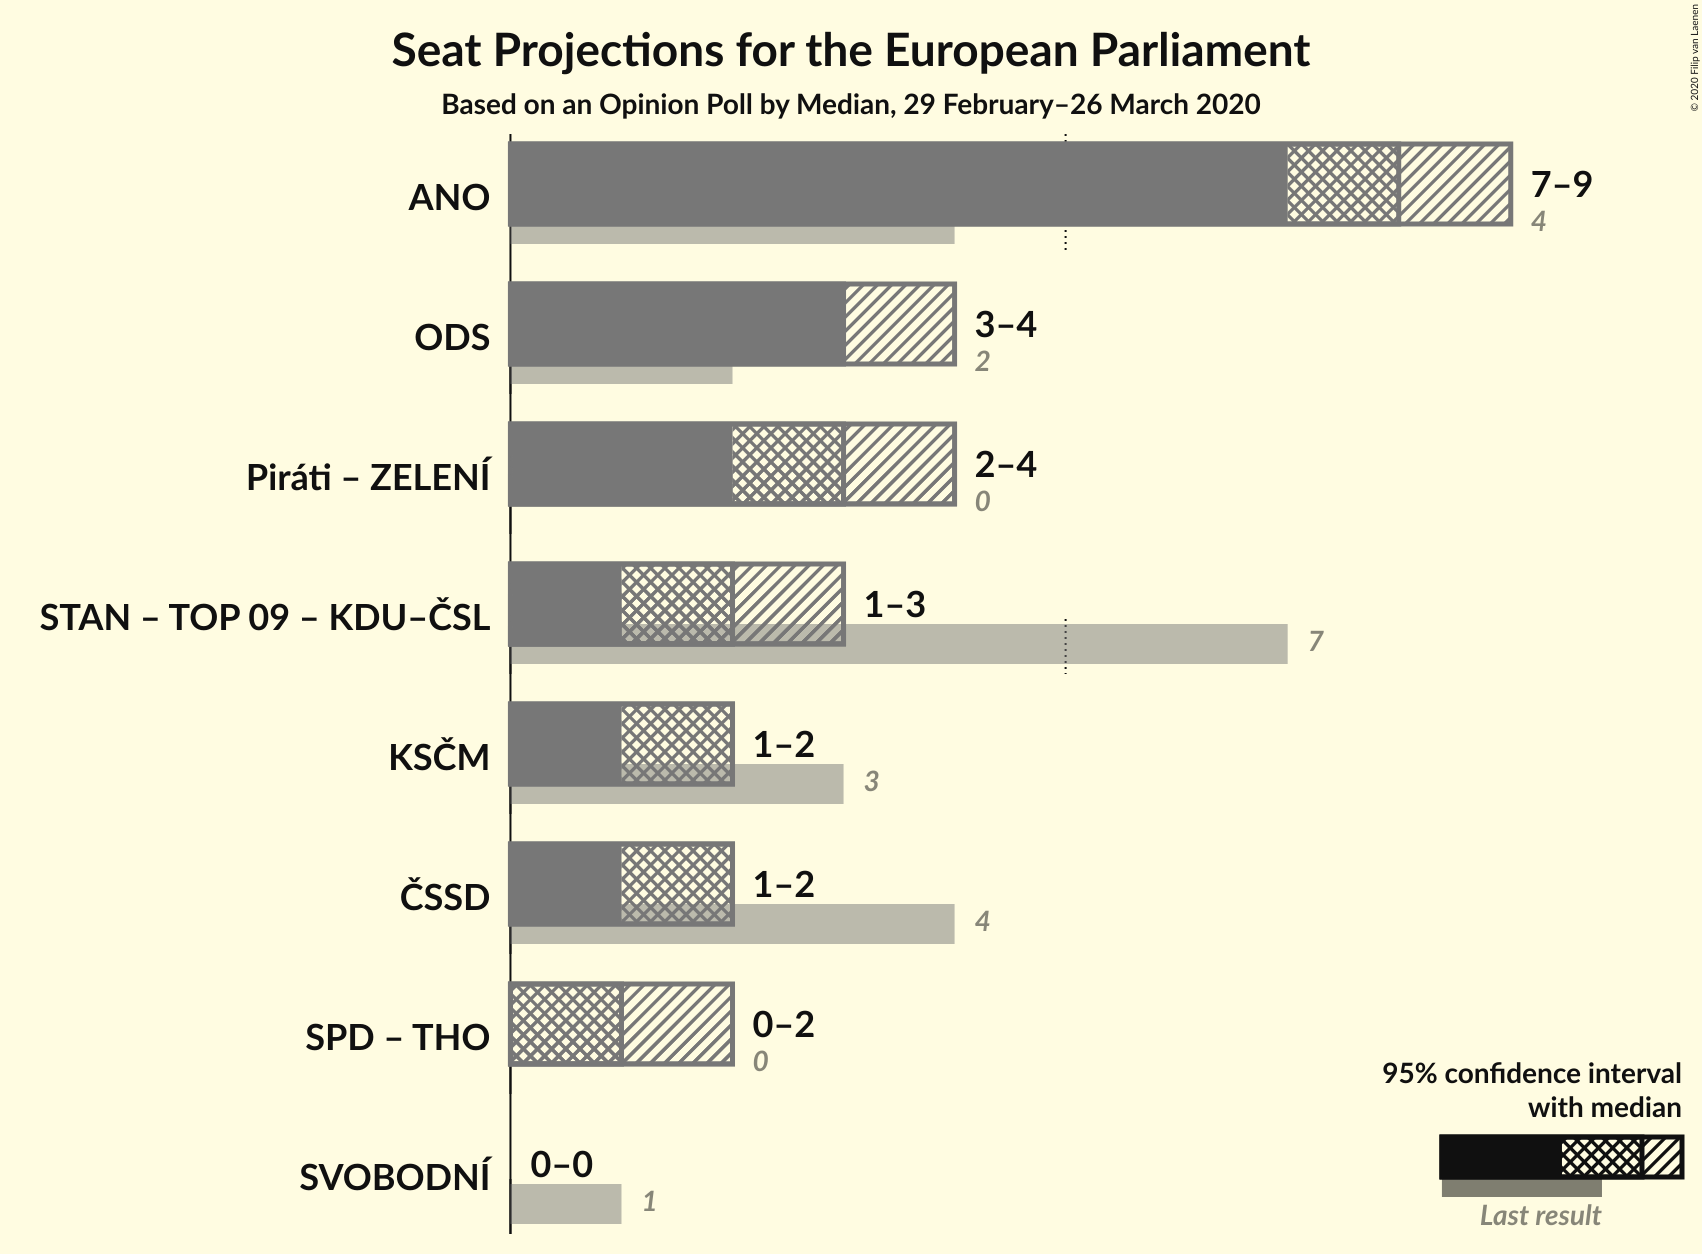 Seat Projections for the European Parliament
Based on an Opinion Poll by Median, 29 February–26 March 2020
© 2020 Filip van Laenen
ANO
7–9
4
ODS
3–4
2
Piráti – ZELENÍ
2–4
0
STAN – TOP 09 – KDU–ČSL
1–3
7
KSČM
1–2
3
ČSSD
1–2
4
SPD – THO
0–2
0
SVOBODNÍ
0–0
1
95% confidence interval
with median
Last result